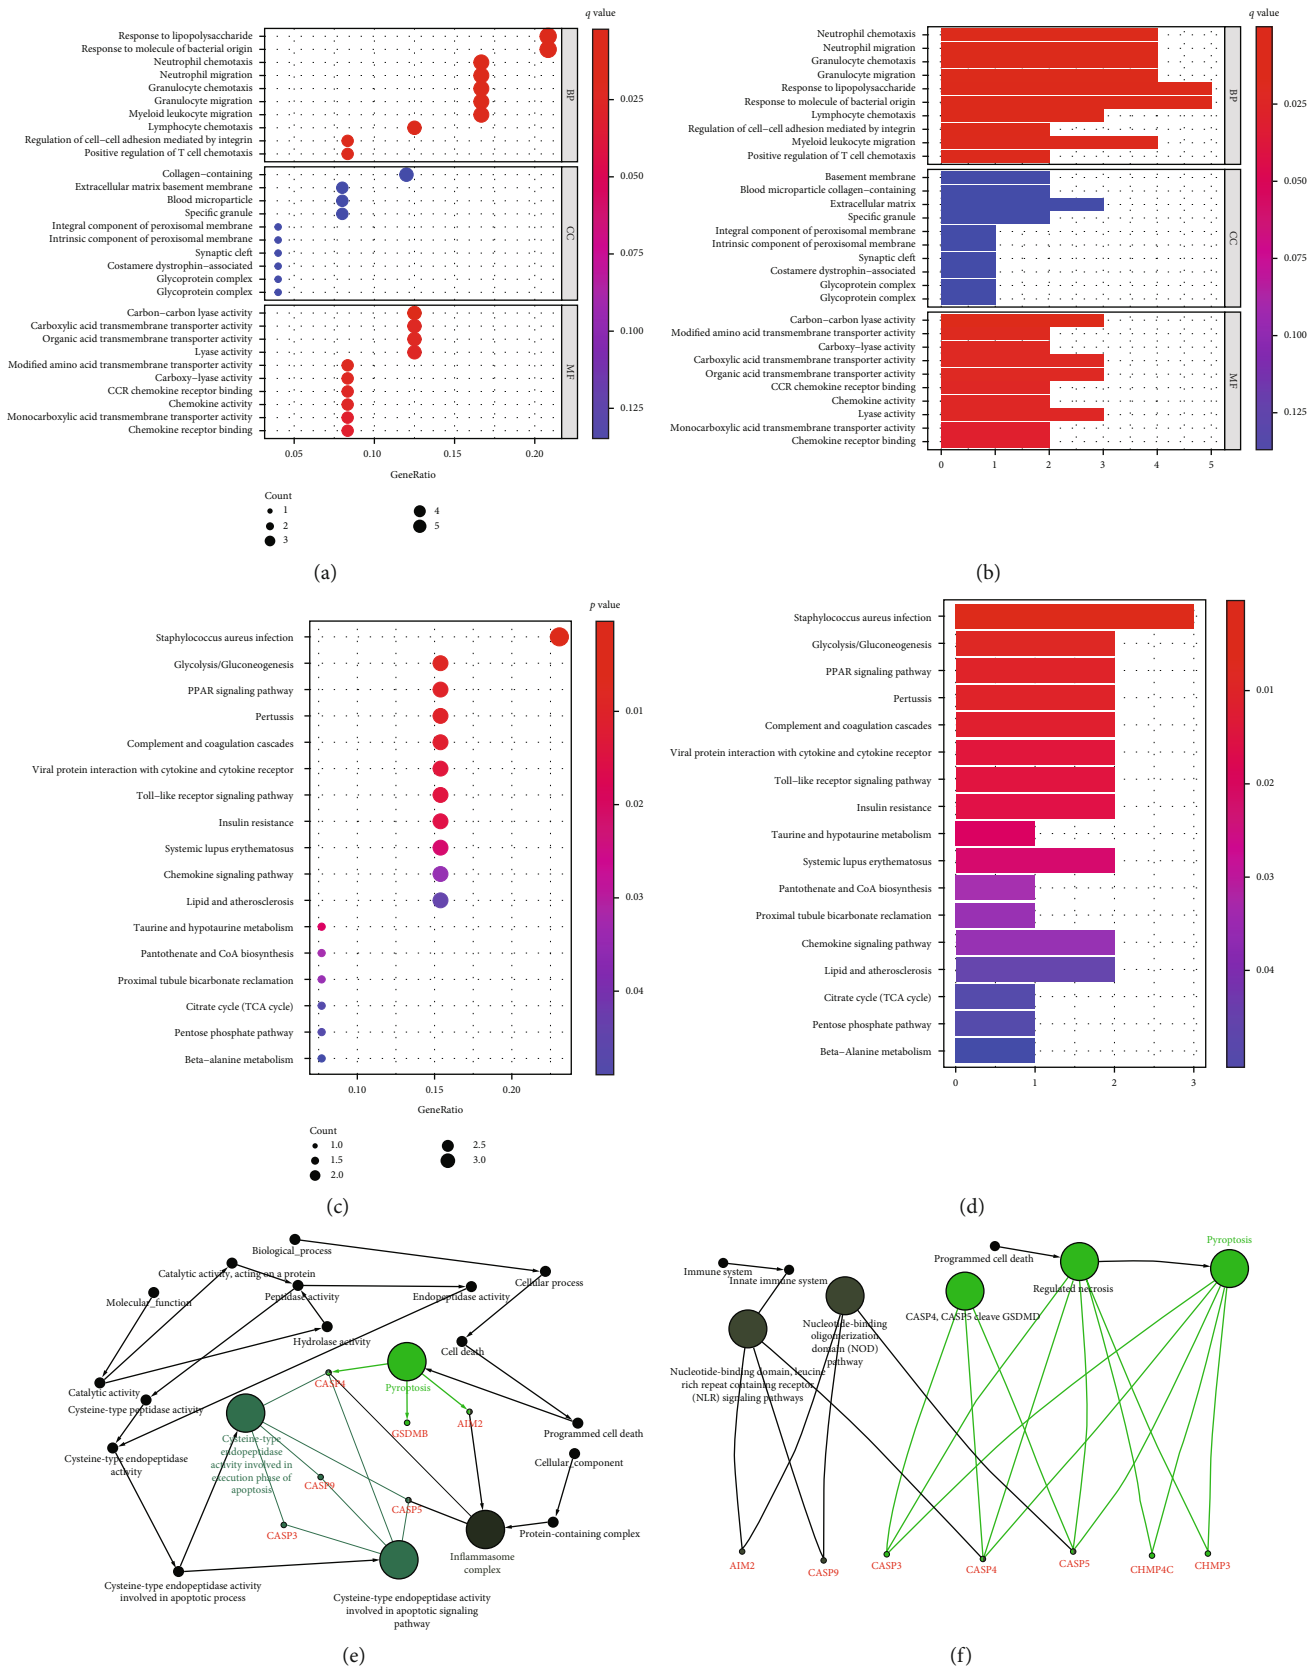 q value
Response to lipopolysaccharide
Response to molecule of bacterial origin
Neutrophil chemotaxis
Neutrophil migration
Granulocyte chemotaxis
Granulocyte migration
Myeloid leukocyte migration
Lymphocyte chemotaxis
Regulation of cell−cell adhesion mediated by integrin
Positive regulation of T cell chemotaxis
BP
Collagen−containing
Extracellular matrix basement membrane
Blood microparticle
Specific granule
Integral component of peroxisomal membrane
Intrinsic component of peroxisomal membrane
Synaptic cleft
Costamere dystrophin−associated
Glycoprotein complex
Glycoprotein complex
CC
Carbon−carbon lyase activity
Carboxylic acid transmembrane transporter activity
Organic acid transmembrane transporter activity
Lyase activity
Modified amino acid transmembrane transporter activity
Carboxy−lyase activity
CCR chemokine receptor binding
Chemokine activity
Monocarboxylic acid transmembrane transporter activity
Chemokine receptor binding
MF
0.025
0.050
0.075
0.100
0.125
0.05 0.10 0.15 0.20
GeneRatio
Count
1
2
3
4
5
(a)
q value
Neutrophil chemotaxis
Neutrophil migration
Granulocyte chemotaxis
Granulocyte migration
Response to lipopolysaccharide
Response to molecule of bacterial origin
Lymphocyte chemotaxis
Regulation of cell−cell adhesion mediated by integrin
Myeloid leukocyte migration
Positive regulation of T cell chemotaxis
BP
Basement membrane
Blood microparticle collagen−containing
Extracellular matrix
Specific granule
Integral component of peroxisomal membrane
Intrinsic component of peroxisomal membrane
Synaptic cleft
Costamere dystrophin−associated
Glycoprotein complex
Glycoprotein complex
CC
Carbon−carbon lyase activity
Modified amino acid transmembrane transporter activity
Carboxy−lyase activity
Carboxylic acid transmembrane transporter activity
Organic acid transmembrane transporter activity
CCR chemokine receptor binding
Chemokine activity
Lyase activity
Monocarboxylic acid transmembrane transporter activity
Chemokine receptor binding
MF
0.025
0.050
0.075
0.100
0.125
0 1 2 3 4 5
(b)
p value
Staphylococcus aureus infection
Glycolysis/Gluconeogenesis
PPAR signaling pathway
Pertussis
Complement and coagulation cascades
Viral protein interaction with cytokine and cytokine receptor
Toll−like receptor signaling pathway
Insulin resistance
Systemic lupus erythematosus
Chemokine signaling pathway
Lipid and atherosclerosis
Taurine and hypotaurine metabolism
Pantothenate and CoA biosynthesis
Proximal tubule bicarbonate reclamation
Citrate cycle (TCA cycle)
Pentose phosphate pathway
Beta−alanine metabolism
0.01
0.02
0.03
0.04
0.10 0.15 0.20
GeneRatio
Count
1.0
1.5
2.0
2.5
3.0
(c)
Staphylococcus aureus infection
Glycolysis/Gluconeogenesis
PPAR signaling pathway
Pertussis
Complement and coagulation cascades
Viral protein interaction with cytokine and cytokine receptor
Toll−like receptor signaling pathway
Insulin resistance
Taurine and hypotaurine metabolism
Systemic lupus erythematosus
Pantothenate and CoA biosynthesis
Proximal tubule bicarbonate reclamation
Chemokine signaling pathway
Lipid and atherosclerosis
Citrate cycle (TCA cycle)
Pentose phosphate pathway
Beta−Alanine metabolism
0.01
0.02
0.03
0.04
0 1 2 3
(d)
Biological_process
Catalytic activity, acting on a protein
Cellular process
Molecular_function
Peptidase activity
Endopeptidase activity
Hydrolase activity
Cell death
Catalytic activity
CASP4
Pyroptosis
Cysteine-type peptidase activity
GSDMB
AIM2
Programmed cell death
Cysteine-type
endopeptidase
activity involved in
execution phase of
apoptosis
Cysteine-type endopeptidase
activity
Cellular_component
CASP9
CASP5
CASP3
Protein-containing complex
Inflammasome
complex
Cysteine-type endopeptidase activity
involved in apoptotic process
Cysteine-type endopeptidase activity
involved in apoptotic signaling
pathway
(e)
Pyroptosis
Programmed cell death
Immune system
Innate immune system
Regulated necrosis
CASP4, CASP5 cleave GSDMD
Nucleotide-binding
oligomerization
domain (NOD)
pathway
Nucleotide-binding domain, leucine
rich repeat containing receptor
(NLR) signaling pathways
AIM2
CASP9
CASP3
CASP4
CASP5
CHMP4C
CHMP3
(f)